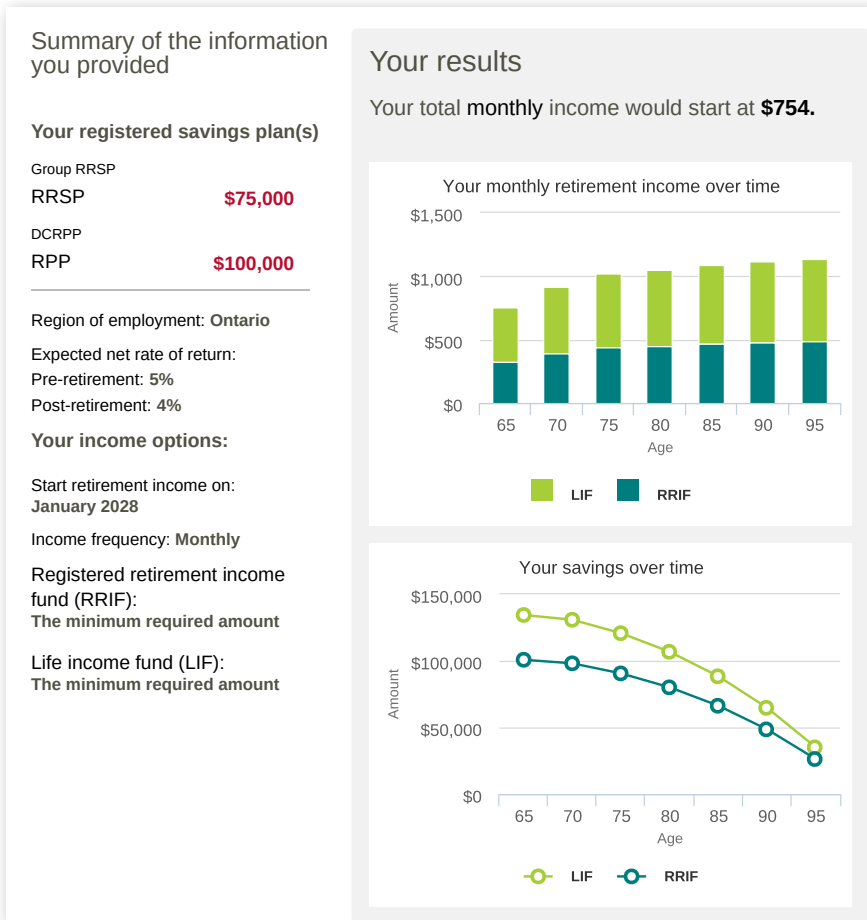 Summary of the information
you provided
Your registered savings plan(s)
Group RRSP
RRSP $75,000
DCRPP
RPP $100,000
Region of employment: Ontario
Expected net rate of return:
Pre-retirement: 5%
Post-retirement: 4%
Your income options:
Start retirement income on:
January 2028
Income frequency: Monthly
Registered retirement income
fund (RRIF):
The minimum required amount
Life income fund (LIF):
The minimum required amount
Your results
Your total monthly income would start at $754.
Your monthly retirement income over time
$1,500
$1,000
$500
$0
Amount
65 70 75 80 85 90 95
Age
LIF RRIF
Your savings over time
$150,000
$100,000
$50,000
$0
Amount
65 70 75 80 85 90 95
Age
LIF RRIF